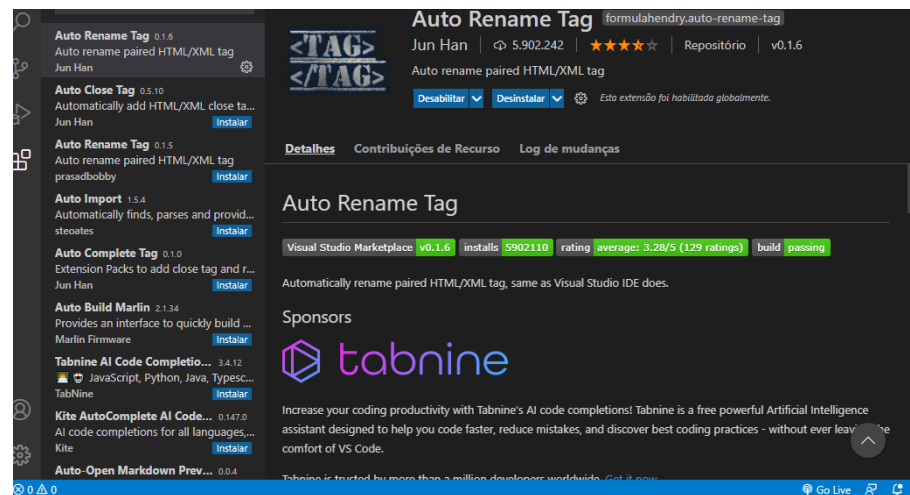 Auto Rename Tag 0.1.6
Auto rename paired HTML/XML tag
Jun Han
Auto Close Tag 0.5.10
Automatically add HTML/XML close ta...
Jun Han Instalar
Auto Rename Tag 0.1.5
Auto rename paired HTML/XML tag
prasadbobby Instalar
Auto Import 1.5.4
Automatically finds, parses and provid...
steoates Instalar
Auto Complete Tag 0.1.0
Extension Packs to add close tag and r...
Jun Han Instalar
Auto Build Marlin 2.1.34
Provides an interface to quickly build ...
Marlin Firmware Instalar
Tabnine AI Code Completio... 3.4.12
JavaScript, Python, Java, Typesc...
TabNine Instalar
Kite AutoComplete AI Code... 0.147.0
AI code completions for all languages,...
Kite Instalar
Auto-Open Markdown Prev... 0.0.4
<TAG>
</TAG>
Auto Rename Tag formulahendry.auto-rename-tag
Jun Han 5.902.242 Repositório v0.1.6
Auto rename paired HTML/XML tag
Desabilitar Desinstalar Esta extensão foi habilitada globalmente.
Detalhes Contribuições de Recurso Log de mudanças
Auto Rename Tag
Visual Studio Marketplace v0.1.6 installs 5902110 rating average: 3.28/5 (129 ratings) build passing
Automatically rename paired HTML/XML tag, same as Visual Studio IDE does.
Sponsors
tabnine
Increase your coding productivity with Tabnine's AI code completions! Tabnine is a free powerful Artificial Intelligence
assistant designed to help you code faster, reduce mistakes, and discover best coding practices - without ever
comfort of VS Code.
Tabnine is trusted by more than a million developers worldwide. Get it now.
0 0 Go Live